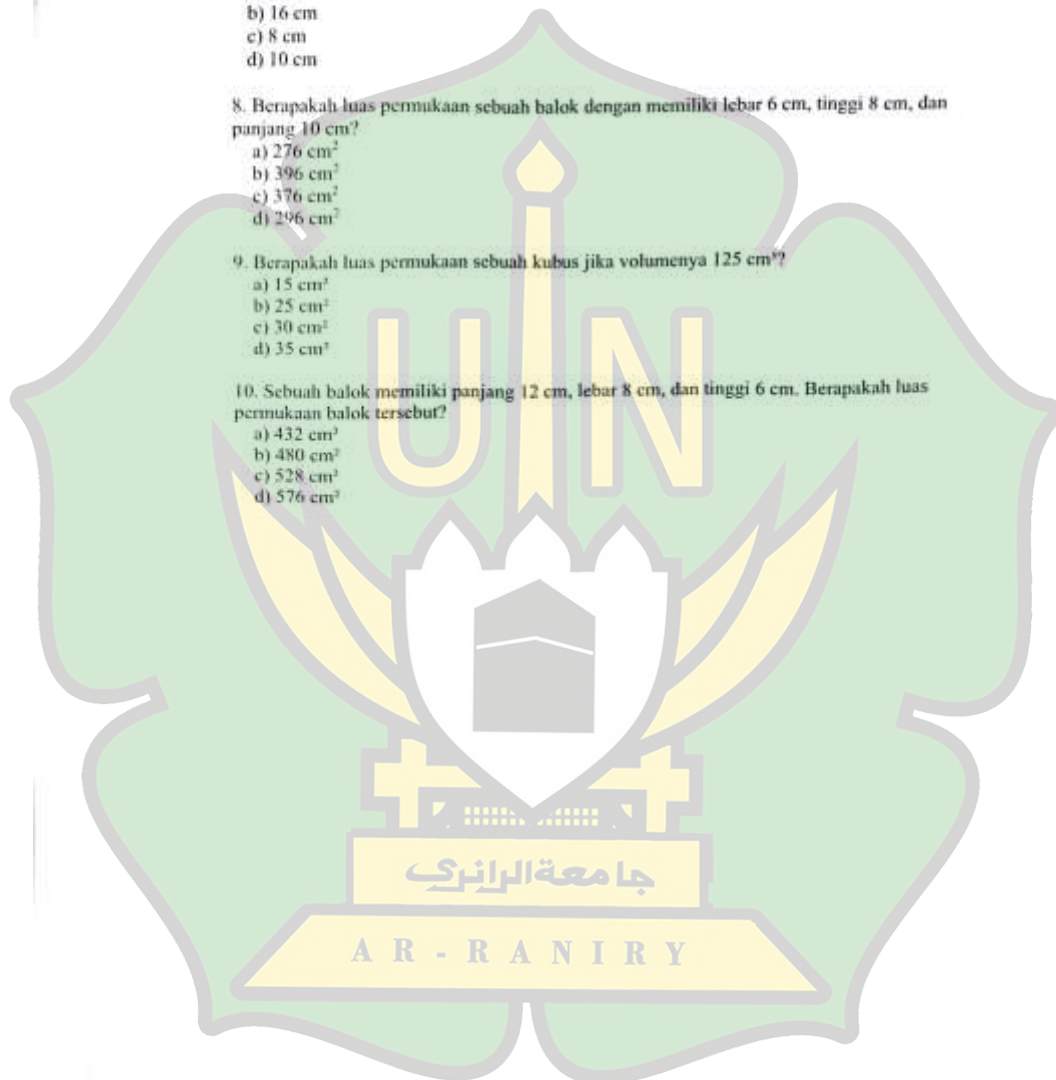 b) 16 cm
c) 8 cm
d) 10 cm
8. Berapakah luas permukaan sebuah balok dengan memiliki lebar 6 cm, tinggi 8 cm, dan
panjang 10 cm?
a) 276 cm²
b) 396 cm²
c) 376 cm²
d) 296 cm²
9. Berapakah luas permukaan sebuah kubus jika volumenya 125 cm³?
a) 15 cm²
b) 25 cm²
c) 30 cm²
d) 35 cm²
10. Sebuah balok memiliki panjang 12 cm, lebar 8 cm, dan tinggi 6 cm. Berapakah luas
permukaan balok tersebut?
a) 432 cm²
b) 480 cm²
c) 528 cm²
d) 576 cm²
UIN
جامعة الرانري
AR-RANIRY